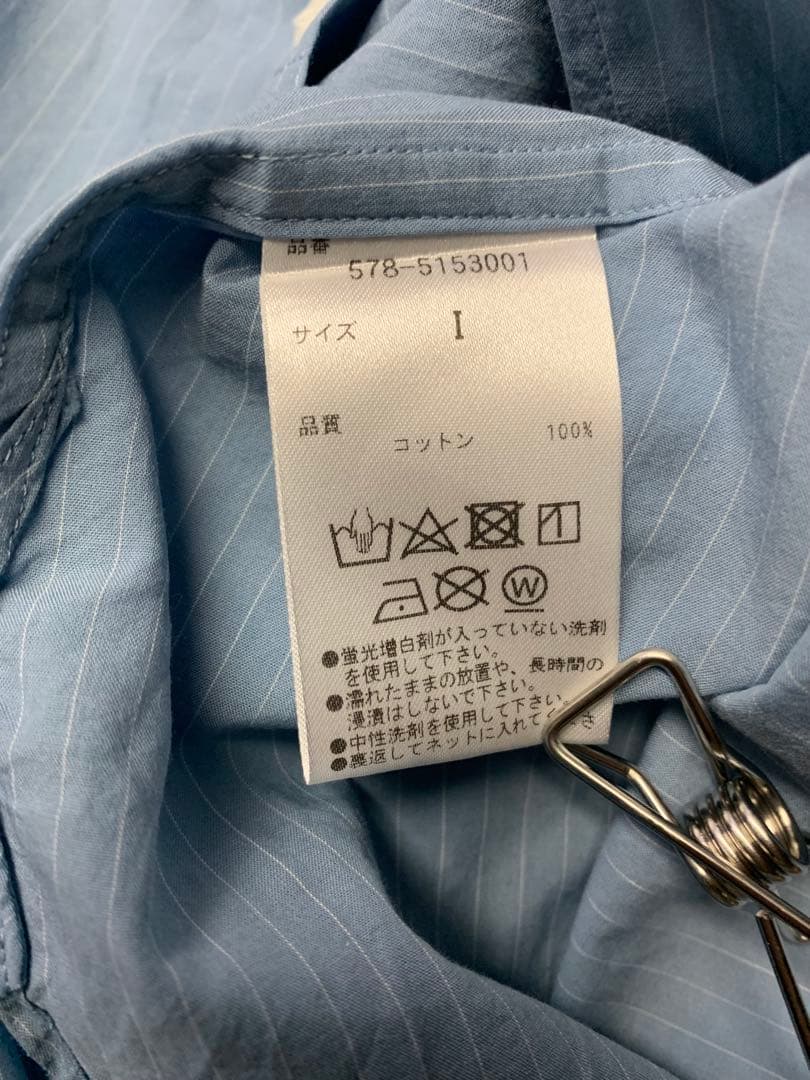 品番
578-5153001
サイズ I
品質
コットン 100%
W
●蛍光増白剤が入っていない洗剤
を使用して下さい。
●濡れたままの放置や、長時間の
浸漬はしないで下さい。
●中性洗剤を使用して下さい。
●裏返してネットに入れてくださ